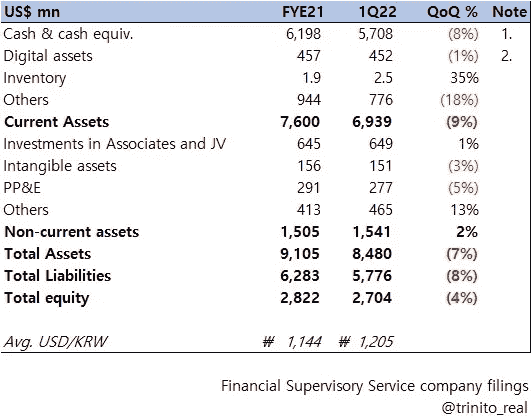 US$ mn FYE21 1Q22 QoQ % Note
Cash & cash equiv. 6,198 5,708 (8%) 1.
Digital assets 457 452 (1%) 2.
Inventory 1.9 2.5 35%
Others 944 776 (18%)
Current Assets 7,600 6,939 (9%)
Investments in Associates and JV 645 649 1%
Intangible assets 156 151 (3%)
PP&E 291 277 (5%)
Others 413 465 13%
Non-current assets 1,505 1,541 2%
Total Assets 9,105 8,480 (7%)
Total Liabilities 6,283 5,776 (8%)
Total equity 2,822 2,704 (4%)
Avg. USD/KRW ₩ 1,144 ₩ 1,205
Financial Supervisory Service company filings
@trinito_real